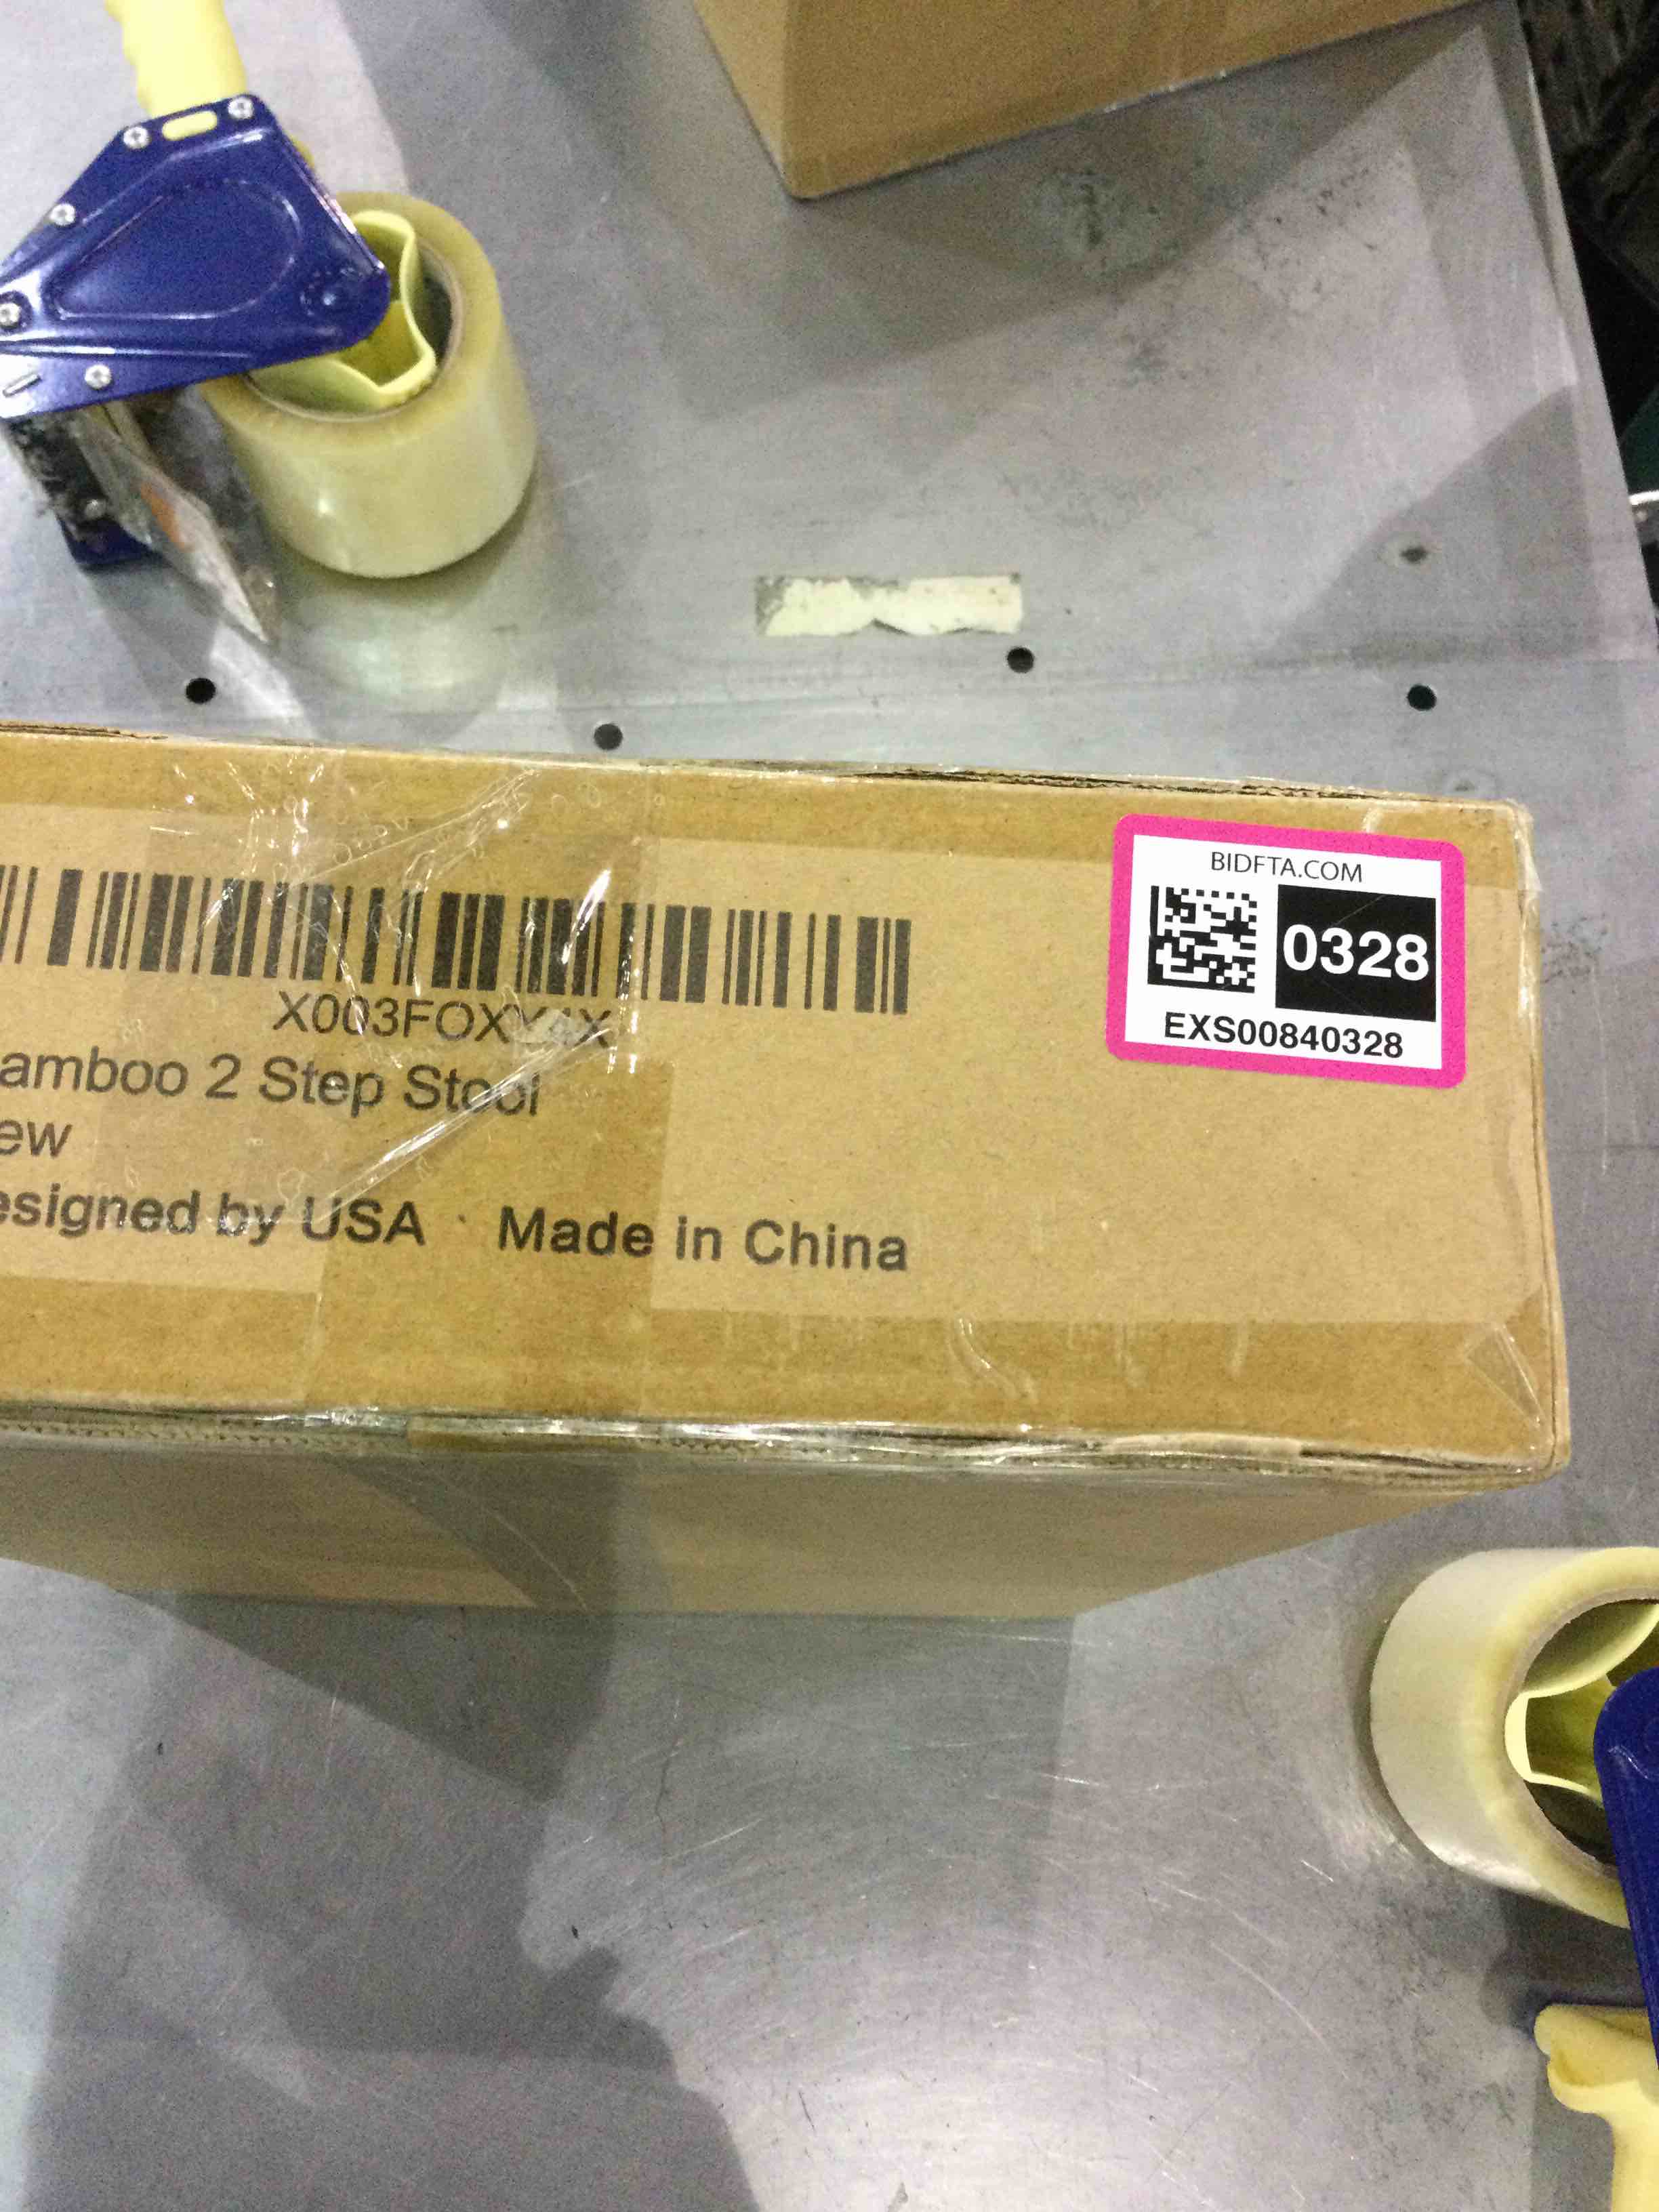 BIDFTA.COM
0328
EXS00840328
amboo 2 Step Stool
ew
esigned by USA · Made in China